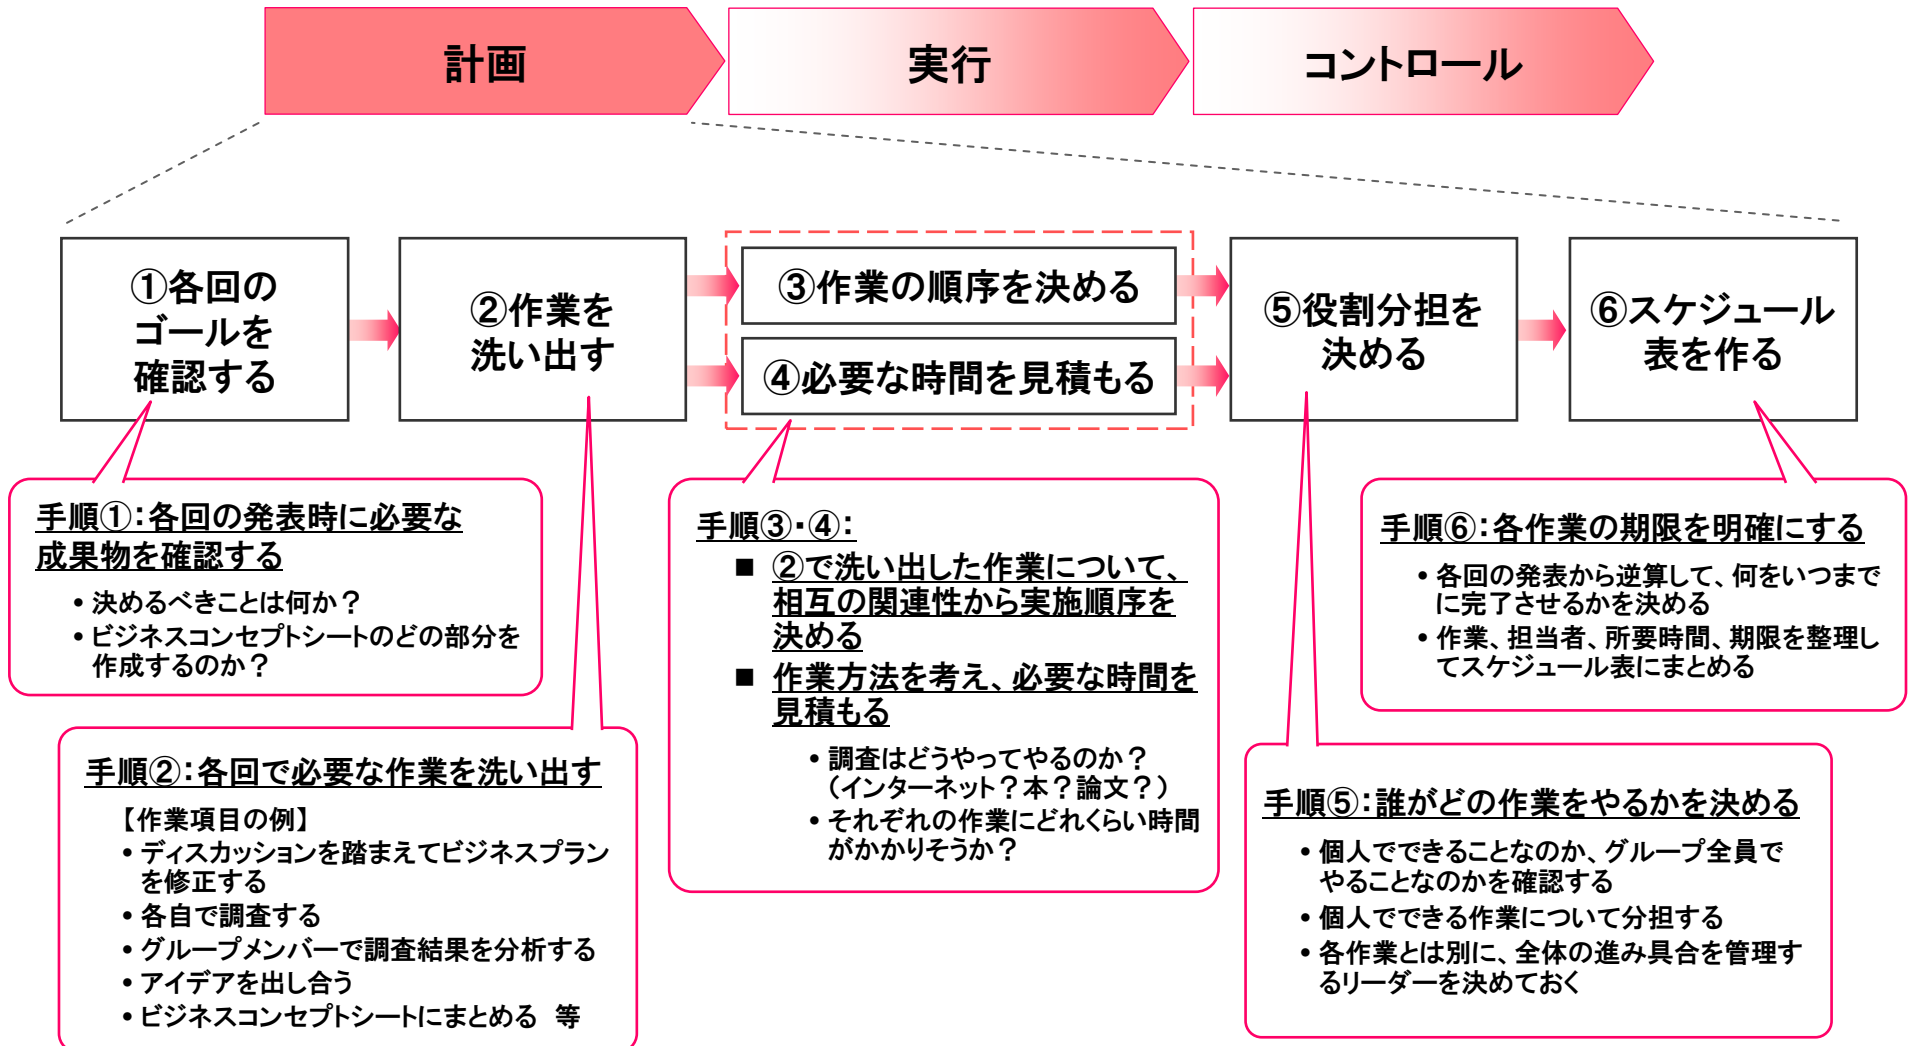 計画
実行
コントロール
①各回の
ゴールを
確認する
②作業を
洗い出す
③作業の順序を決める
④必要な時間を見積もる
⑤役割分担を
決める
⑥スケジュール
表を作る
手順①：各回の発表時に必要な
成果物を確認する
• 決めるべきことは何か？
• ビジネスコンセプトシートのどの部分を
作成するのか？
手順②：各回で必要な作業を洗い出す
【作業項目の例】
• ディスカッションを踏まえてビジネスプラン
を修正する
• 各自で調査する
• グループメンバーで調査結果を分析する
• アイデアを出し合う
• ビジネスコンセプトシートにまとめる　等
手順③・④：
■ ②で洗い出した作業について、
相互の関連性から実施順序を
決める
■ 作業方法を考え、必要な時間を
見積もる
• 調査はどうやってやるのか？
（インターネット？本？論文？）
• それぞれの作業にどれくらい時間
がかかりそうか？
手順⑤：誰がどの作業をやるかを決める
• 個人でできることなのか、グループ全員で
やることなのかを確認する
• 個人でできる作業について分担する
• 各作業とは別に、全体の進み具合を管理す
るリーダーを決めておく
手順⑥：各作業の期限を明確にする
• 各回の発表から逆算して、何をいつまで
に完了させるかを決める
• 作業、担当者、所要時間、期限を整理し
てスケジュール表にまとめる